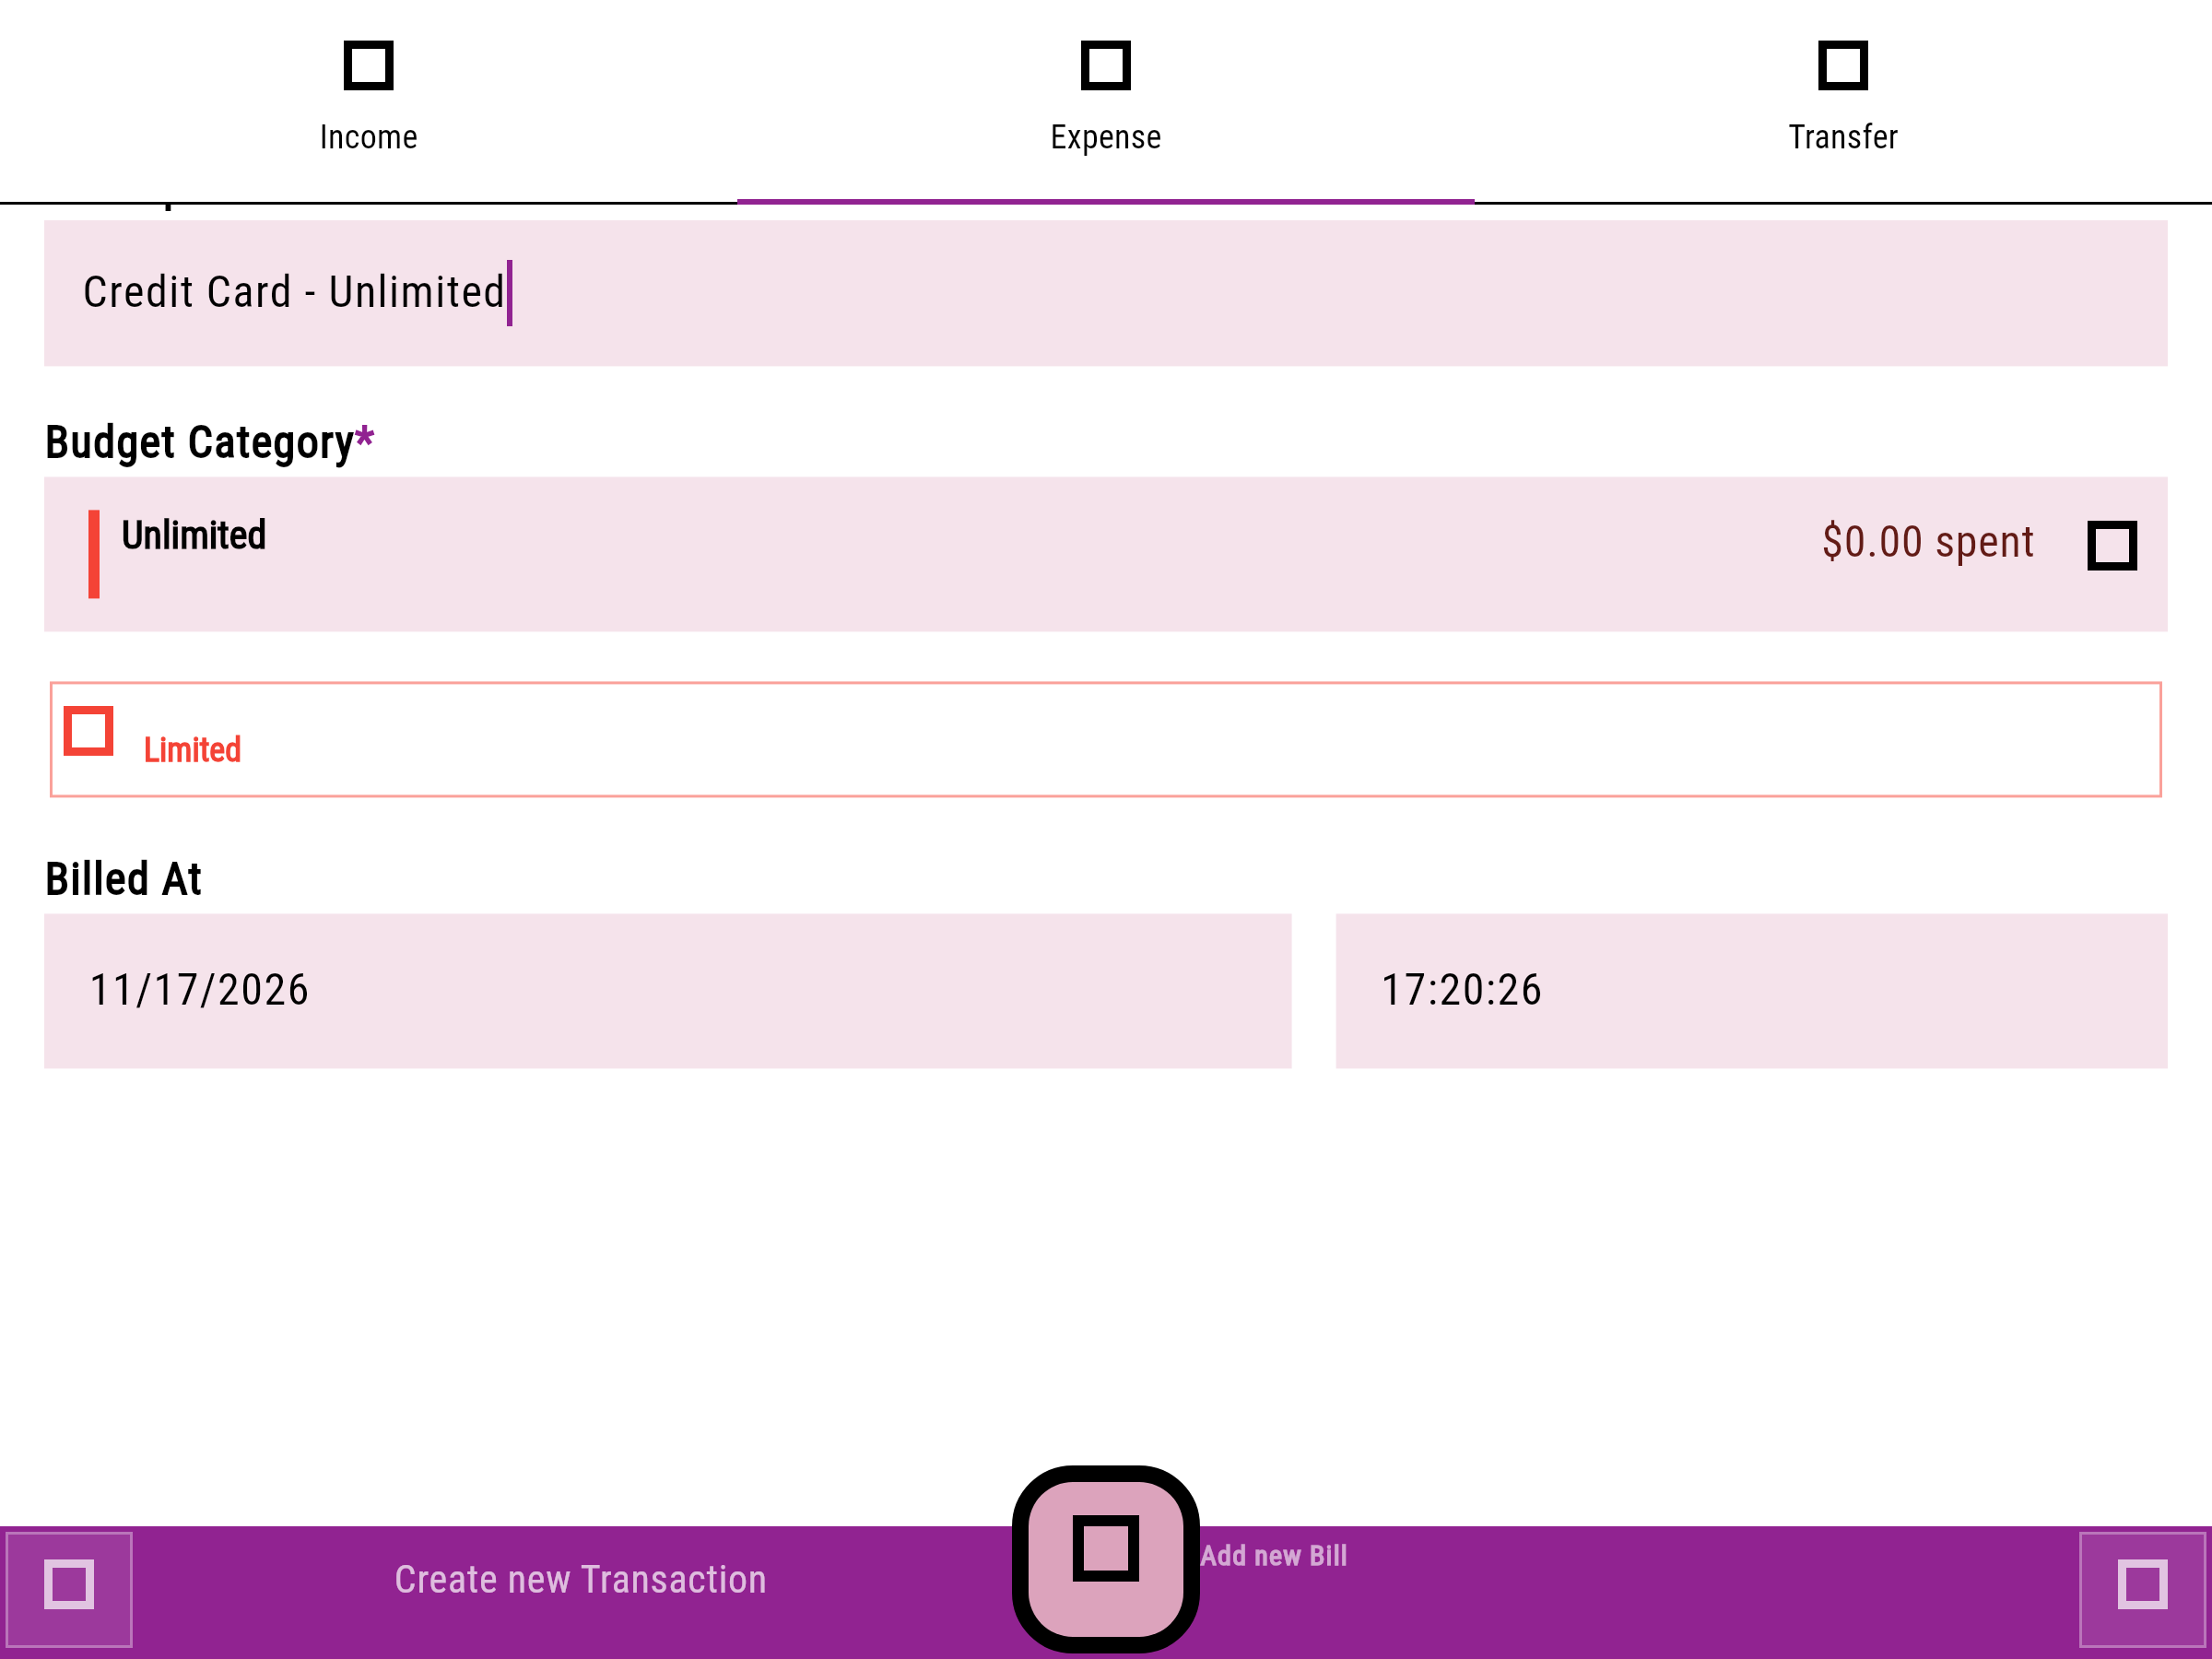 Income
Expense
Transfer
Credit Card - Unlimited
Budget Category*
Unlimited
$0.00 spent
Limited
Billed At
11/17/2026
17:20:26
Create new Transaction
Add new Bill